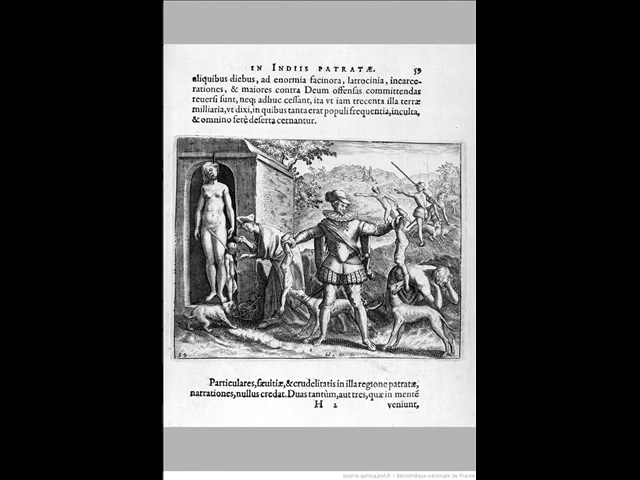 IN INDIIS PATRATÆ. 59
aliquibus diebus, ad enormia facinora, latrocinia, incarce-
rationes, & maiores contra Deum offensas committendas
reuersi sunt, neq; adhuc cessant, ita vt iam trecenta illa terræ
milliaria, vt dixi, in quibus tanta erat populi frequentia, inculta,
& omnino ferè deserta cernantur.
Particulares, sæuitiæ, & crudelitatis in illa regione patratæ,
narrationes, nullus credat. Duas tantùm, aut tres, quæ in mentē
H 2 veniunt,
Source gallica.bnf.fr / Bibliothèque nationale de France